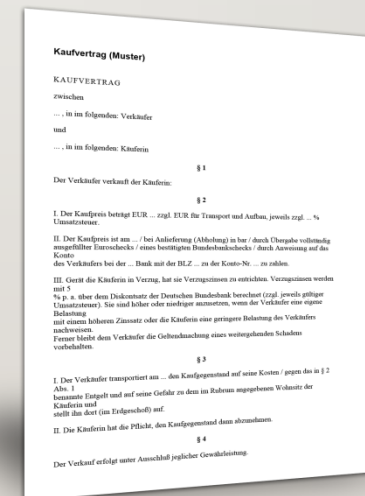 Kaufvertrag (Muster)
KAUFVERTRAG
zwischen
... , in im folgenden: Verkäufer
und
... , in im folgenden: Käuferin
§ 1
Der Verkäufer verkauft der Käuferin:
§ 2
I. Der Kaufpreis beträgt EUR ... zzgl. EUR für Transport und Aufbau, jeweils zzgl. ... %
Umsatzsteuer.
II. Der Kaufpreis ist am ... / bei Anlieferung (Abholung) in bar / durch Übergabe vollständig
ausgefüllter Euroschecks / eines bestätigten Bundesbankschecks / durch Anweisung auf das
Konto
des Verkäufers bei der ... Bank mit der BLZ ... zu der Konto-Nr. ... zu zahlen.
III. Gerät die Käuferin in Verzug, hat sie Verzugszinsen zu entrichten. Verzugszinsen werden
mit 5
% p. a. über dem Diskontsatz der Deutschen Bundesbank berechnet (zzgl. jeweils gültiger
Umsatzsteuer). Sie sind höher oder niedriger anzusetzen, wenn der Verkäufer eine eigene
Belastung
mit einem höheren Zinssatz oder die Käuferin eine geringere Belastung des Verkäufers
nachweisen.
Ferner bleibt dem Verkäufer die Geltendmachung eines weitergehenden Schadens
vorbehalten.
§ 3
I. Der Verkäufer transportiert am ... den Kaufgegenstand auf seine Kosten / gegen das in § 2
Abs. 1
benannte Entgelt und auf seine Gefahr zu dem im Rubrum angegebenen Wohnsitz der
Käuferin und
stellt ihn dort (im Erdgeschoß) auf.
II. Die Käuferin hat die Pflicht, den Kaufgegenstand dann abzunehmen.
§ 4
Der Verkauf erfolgt unter Ausschluß jeglicher Gewährleistung.